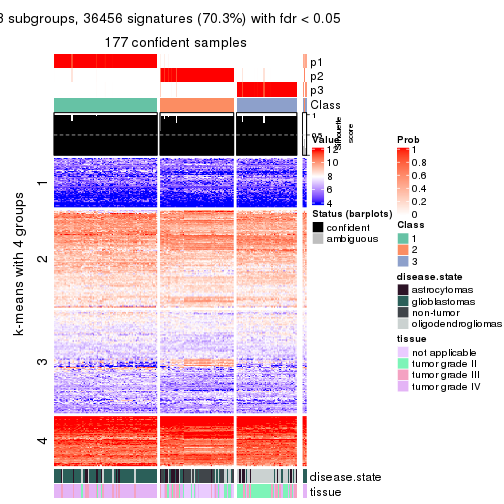 3 subgroups, 36456 signatures (70.3%) with fdr < 0.05
177 confident samples
p1
p2
p3
Class
1
0.5
Silhouette
score
k-means with 4 groups
1
2
3
4
disease.state
tissue
Value
12
10
8
6
4
Status (barplots)
confident
ambiguous
Prob
1
0.8
0.6
0.4
0.2
0
Class
1
2
3
disease.state
astrocytomas
glioblastomas
non-tumor
oligodendrogliomas
tissue
not applicable
tumor grade II
tumor grade III
tumor grade IV